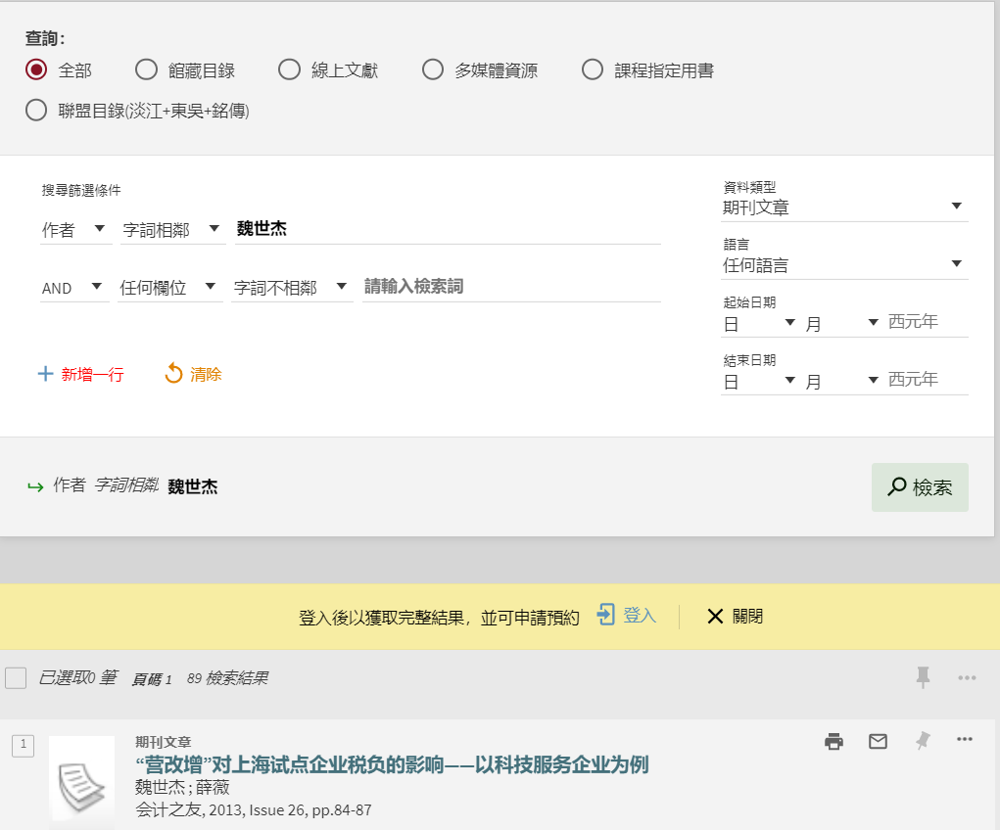 查詢：
全部 館藏目錄 線上文獻 多媒體資源 課程指定用書
聯盟目錄(淡江+東吳+銘傳)
搜尋篩選條件
作者 字詞相鄰 魏世杰
AND 任何欄位 字詞不相鄰 請輸入檢索詞
新增一行 清除
資料類型
期刊文章
語言
任何語言
起始日期
日 月 西元年
結束日期
日 月 西元年
作者 字詞相鄰 魏世杰
檢索
登入後以獲取完整結果，並可申請預約 登入 關閉
已選取0 筆 頁碼 1 89 檢索結果
1
期刊文章
“营改增”对上海试点企业税负的影响——以科技服务企业为例
魏世杰 ; 薛薇
会计之友, 2013, Issue 26, pp.84-87